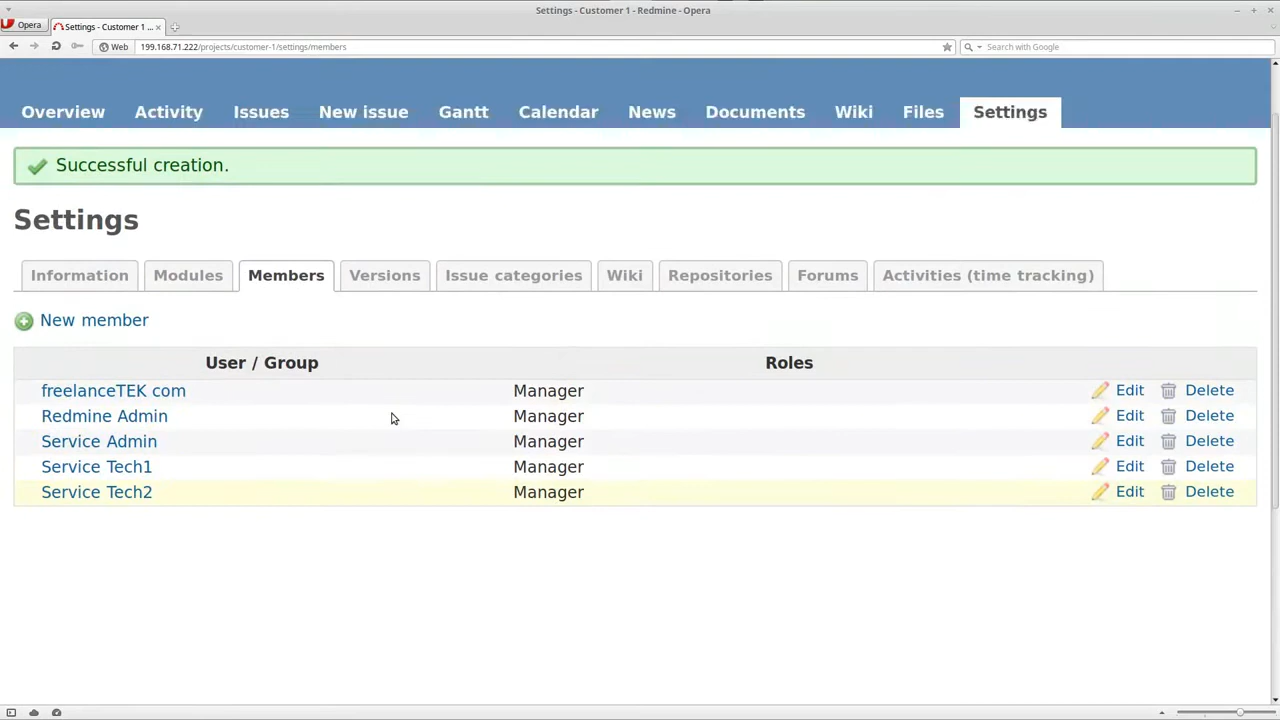 Settings - Customer 1 - Redmine - Opera
Opera
Settings - Customer 1 ...
Web 199.168.71.222/projects/customer-1/settings/members Search with Google
Overview Activity Issues New issue Gantt Calendar News Documents Wiki Files Settings
Successful creation.
Settings
Information Modules Members Versions Issue categories Wiki Repositories Forums Activities (time tracking)
New member
User / Group Roles
freelanceTEK com Manager Edit Delete
Redmine Admin Manager Edit Delete
Service Admin Manager Edit Delete
Service Tech1 Manager Edit Delete
Service Tech2 Manager Edit Delete